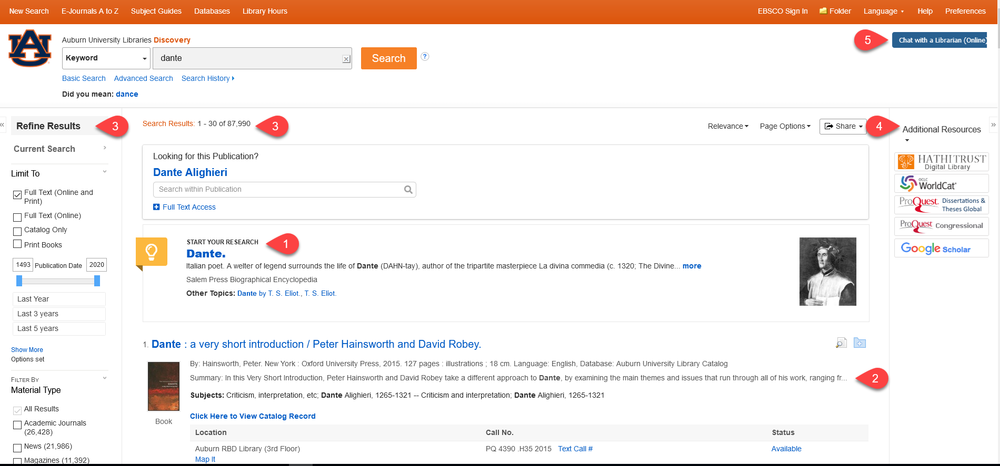 New Search E-Journals A to Z Subject Guides Databases Library Hours EBSCO Sign In Folder Language Help Preferences
Auburn University Libraries Discovery
5 Chat with a Librarian (Online)
Keyword dante Search ?
Basic Search Advanced Search Search History
Did you mean: dance
« Refine Results 3
Current Search
Limit To
Full Text (Online and
Print)
Full Text (Online)
Catalog Only
Print Books
1493 Publication Date 2020
Last Year
Last 3 years
Last 5 years
Show More
Options set
FILTER BY
Material Type
All Results
Academic Journals
(26,428)
News (21,986)
Magazines (11,392)
Search Results: 1 - 30 of 87,990 3 Relevance Page Options Share
Looking for this Publication?
Dante Alighieri
Search within Publication
Full Text Access
START YOUR RESEARCH 1
Dante.
Italian poet. A welter of legend surrounds the life of Dante (DAHN-tay), author of the tripartite masterpiece La divina commedia (c. 1320; The Divine... more
Salem Press Biographical Encyclopedia
Other Topics: Dante by T. S. Eliot., T. S. Eliot.
1. Dante : a very short introduction / Peter Hainsworth and David Robey.
By: Hainsworth, Peter. New York : Oxford University Press, 2015. 127 pages : illustrations ; 18 cm. Language: English, Database: Auburn University Library Catalog
Summary: In this Very Short Introduction, Peter Hainsworth and David Robey take a different approach to Dante, by examining the main themes and issues that run through all of his work, ranging fr... 2
Subjects: Criticism, interpretation, etc; Dante Alighieri, 1265-1321 -- Criticism and interpretation; Dante Alighieri, 1265-1321
DANTE
Book
Click Here to View Catalog Record
Location Call No. Status
Auburn RBD Library (3rd Floor) PQ 4390 .H35 2015 Text Call # Available
Map It
4 Additional Resources »
HATHITRUST
Digital Library
OCLC
WorldCat
ProQuest Dissertations &
Theses Global
ProQuest Congressional
Google Scholar